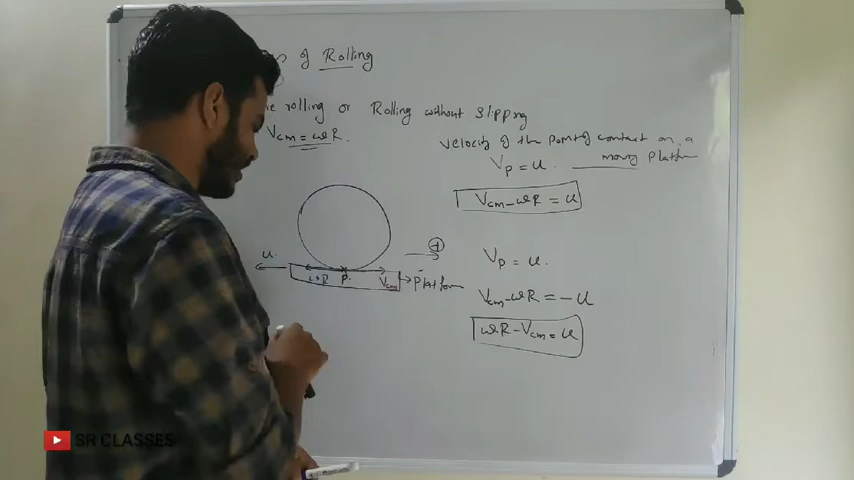 of Rolling
rolling or Rolling without Slipping
Vcm = ωR.
Velocity of the point of contact on a
moving Platform
Vp = u.
Vcm - ωR = u
u.
+
ωR P. Vcm → Platform
Vp = u.
Vcm - ωR = - u
ωR - Vcm = u
SR CLASSES